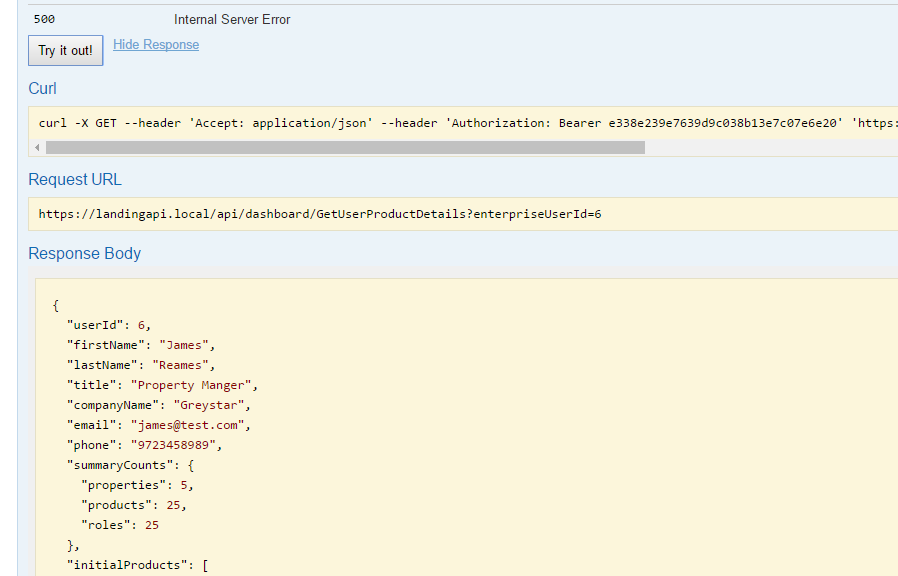 500 Internal Server Error
Try it out! Hide Response
Curl
curl -X GET --header 'Accept: application/json' --header 'Authorization: Bearer e338e239e7639d9c038b13e7c07e6e20' 'https:
Request URL
https://landingapi.local/api/dashboard/GetUserProductDetails?enterpriseUserId=6
Response Body
{
"userId": 6,
"firstName": "James",
"lastName": "Reames",
"title": "Property Manger",
"companyName": "Greystar",
"email": "james@test.com",
"phone": "9723458989",
"summaryCounts": {
"properties": 5,
"products": 25,
"roles": 25
},
"initialProducts": [